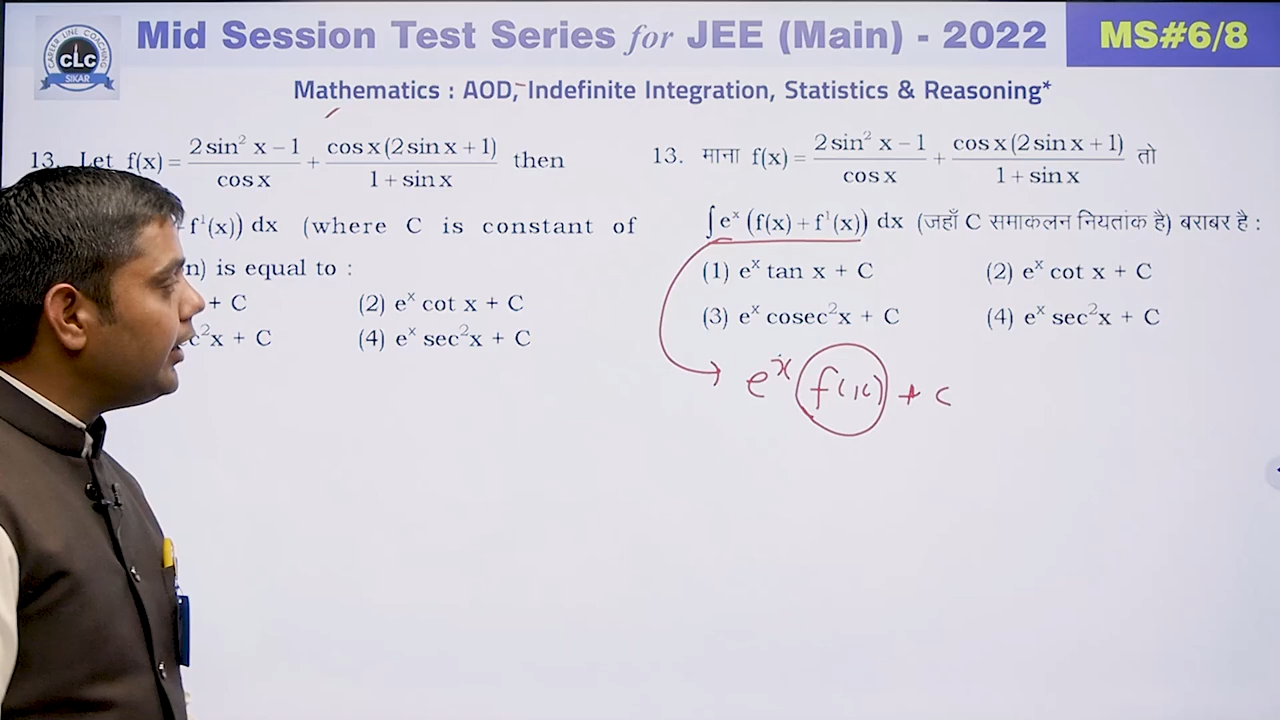 Mid Session Test Series for JEE (Main) - 2022 MS#6/8
CAREER LINE COACHING CLC SIKAR
Mathematics : AOD, Indefinite Integration, Statistics & Reasoning*
13. Let f(x) = (2 sin² x − 1)/(cos x) + (cos x (2 sin x + 1))/(1 + sin x) then
f¹(x)) dx (where C is constant of
n) is equal to :
+ C (2) eˣ cot x + C
c²x + C (4) eˣ sec²x + C
13. माना f(x) = (2 sin² x − 1)/(cos x) + (cos x (2 sin x + 1))/(1 + sin x) तो
∫eˣ (f(x) + f¹(x)) dx (जहाँ C समाकलन नियतांक है) बराबर है :
(1) eˣ tan x + C (2) eˣ cot x + C
(3) eˣ cosec²x + C (4) eˣ sec²x + C
eˣ f(x) + c